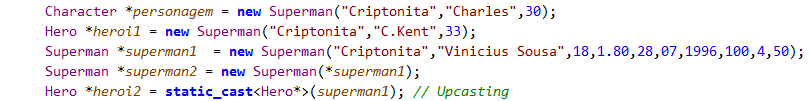 Character *personagem = new Superman("Criptonita","Charles",30);
Hero *heroi1 = new Superman("Criptonita","C.Kent",33);
Superman *superman1  = new Superman("Criptonita","Vinicius Sousa",18,1.80,28,07,1996,100,4,50);
Superman *superman2 = new Superman(*superman1);
Hero *heroi2 = static_cast<Hero*>(superman1); // Upcasting